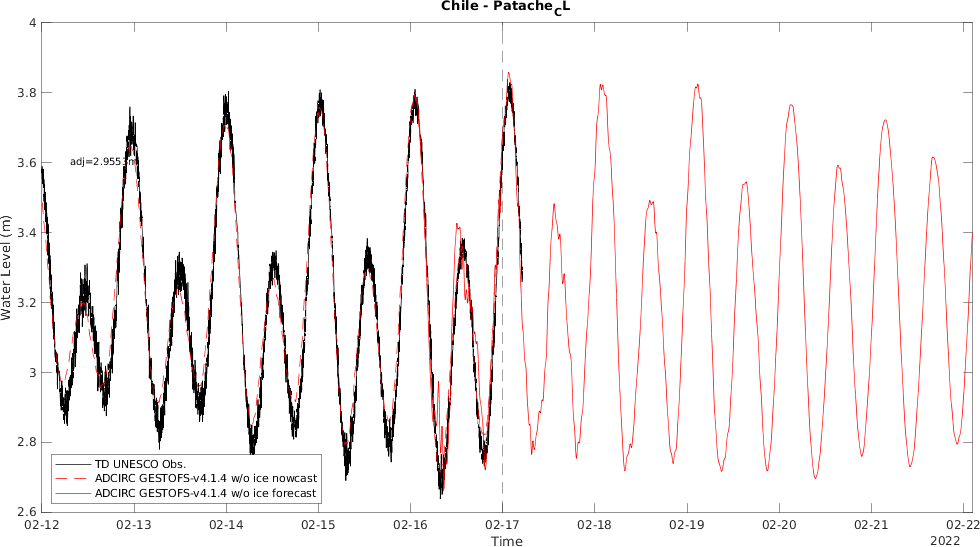 Chile - Patache_CL
4
3.8
3.6
3.4
3.2
3
2.8
2.6
Water Level (m)
adj=2.9553m
TD UNESCO Obs.
ADCIRC GESTOFS-v4.1.4 w/o ice nowcast
ADCIRC GESTOFS-v4.1.4 w/o ice forecast
02-12 02-13 02-14 02-15 02-16 02-17 02-18 02-19 02-20 02-21 02-22
Time
2022